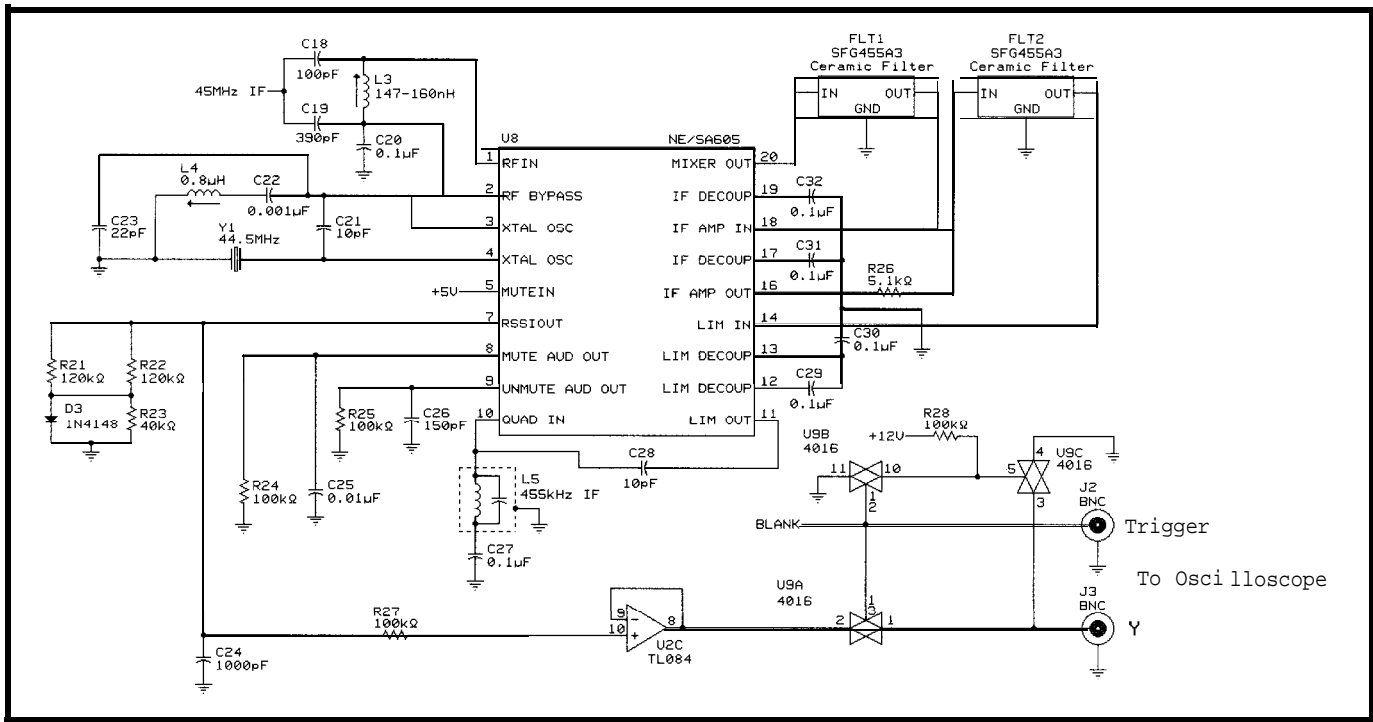 C18
100pF
45MHz IF
L3
147-160nH
C19
390pF
C20
0.1µF
FLT1
SFG455A3
Ceramic Filter
IN OUT
GND
FLT2
SFG455A3
Ceramic Filter
IN OUT
GND
U8 NE/SA605
1 RFIN
2 RF BYPASS
3 XTAL OSC
4 XTAL OSC
5 MUTEIN
7 RSSIOUT
8 MUTE AUD OUT
9 UNMUTE AUD OUT
10 QUAD IN
MIXER OUT 20
IF DECOUP 19
IF AMP IN 18
IF DECOUP 17
IF AMP OUT 16
LIM IN 14
LIM DECOUP 13
LIM DECOUP 12
LIM OUT 11
L4
0.8µH
C22
0.001µF
C23
22pF
Y1
44.5MHz
C21
10pF
+5V
C32
0.1µF
C31
0.1µF
R26
5.1kΩ
C30
0.1µF
C29
0.1µF
R21
120kΩ
R22
120kΩ
D3
1N4148
R23
40kΩ
R25
100kΩ
C26
150pF
R24
100kΩ
C25
0.01µF
L5
455kHz IF
C28
10pF
C27
0.1µF
R28
100kΩ
+12V
U9B
4016
11 10
12
U9C
4016
4
5
3
J2
BNC
BLANK
Trigger
To Oscilloscope
U9A
4016
13
2 1
J3
BNC
Y
R27
100kΩ
9 -
10 +
8
U2C
TL084
C24
1000pF